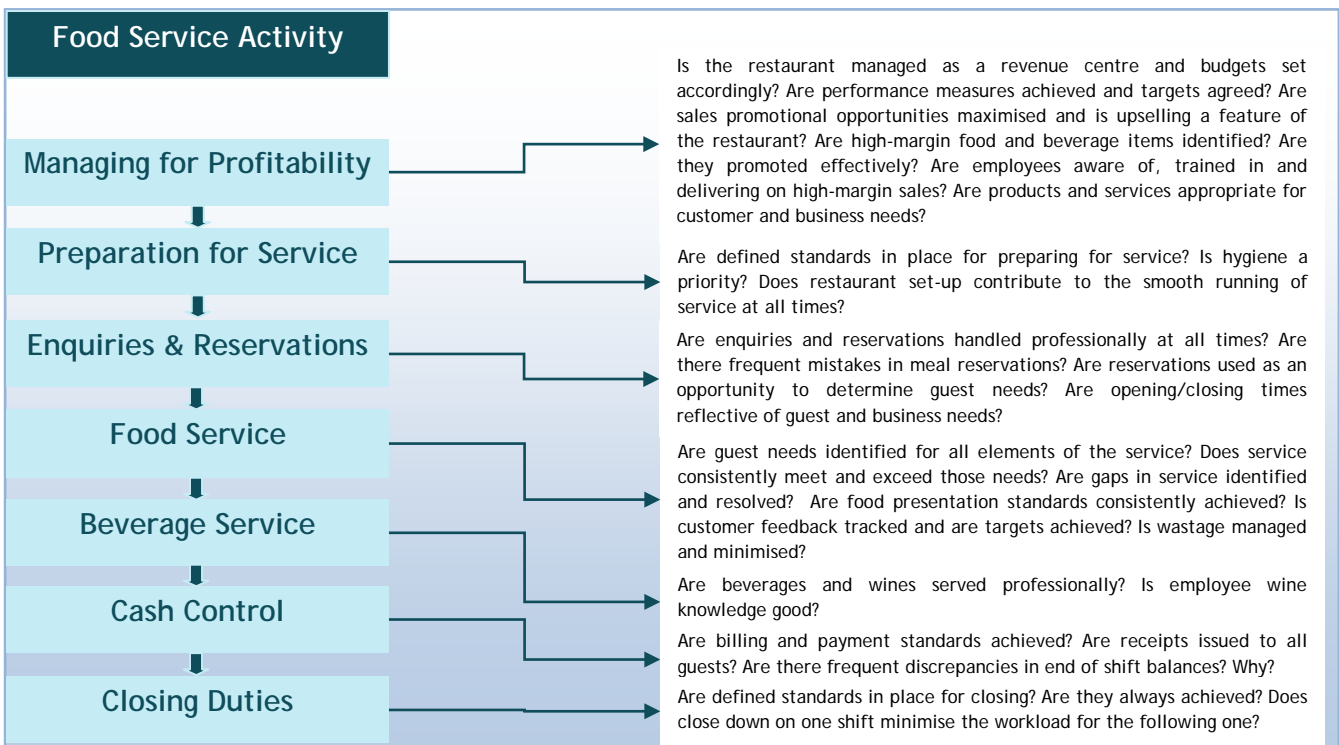 Food Service Activity
Is the restaurant managed as a revenue centre and budgets set
accordingly? Are performance measures achieved and targets agreed? Are
sales promotional opportunities maximised and is upselling a feature of
the restaurant? Are high-margin food and beverage items identified? Are
they promoted effectively? Are employees aware of, trained in and
delivering on high-margin sales? Are products and services appropriate for
customer and business needs?
Managing for Profitability
Preparation for Service
Are defined standards in place for preparing for service? Is hygiene a
priority? Does restaurant set-up contribute to the smooth running of
service at all times?
Enquiries & Reservations
Are enquiries and reservations handled professionally at all times? Are
there frequent mistakes in meal reservations? Are reservations used as an
opportunity to determine guest needs? Are opening/closing times
reflective of guest and business needs?
Food Service
Are guest needs identified for all elements of the service? Does service
consistently meet and exceed those needs? Are gaps in service identified
and resolved? Are food presentation standards consistently achieved? Is
customer feedback tracked and are targets achieved? Is wastage managed
and minimised?
Beverage Service
Are beverages and wines served professionally? Is employee wine
knowledge good?
Cash Control
Are billing and payment standards achieved? Are receipts issued to all
guests? Are there frequent discrepancies in end of shift balances? Why?
Closing Duties
Are defined standards in place for closing? Are they always achieved? Does
close down on one shift minimise the workload for the following one?